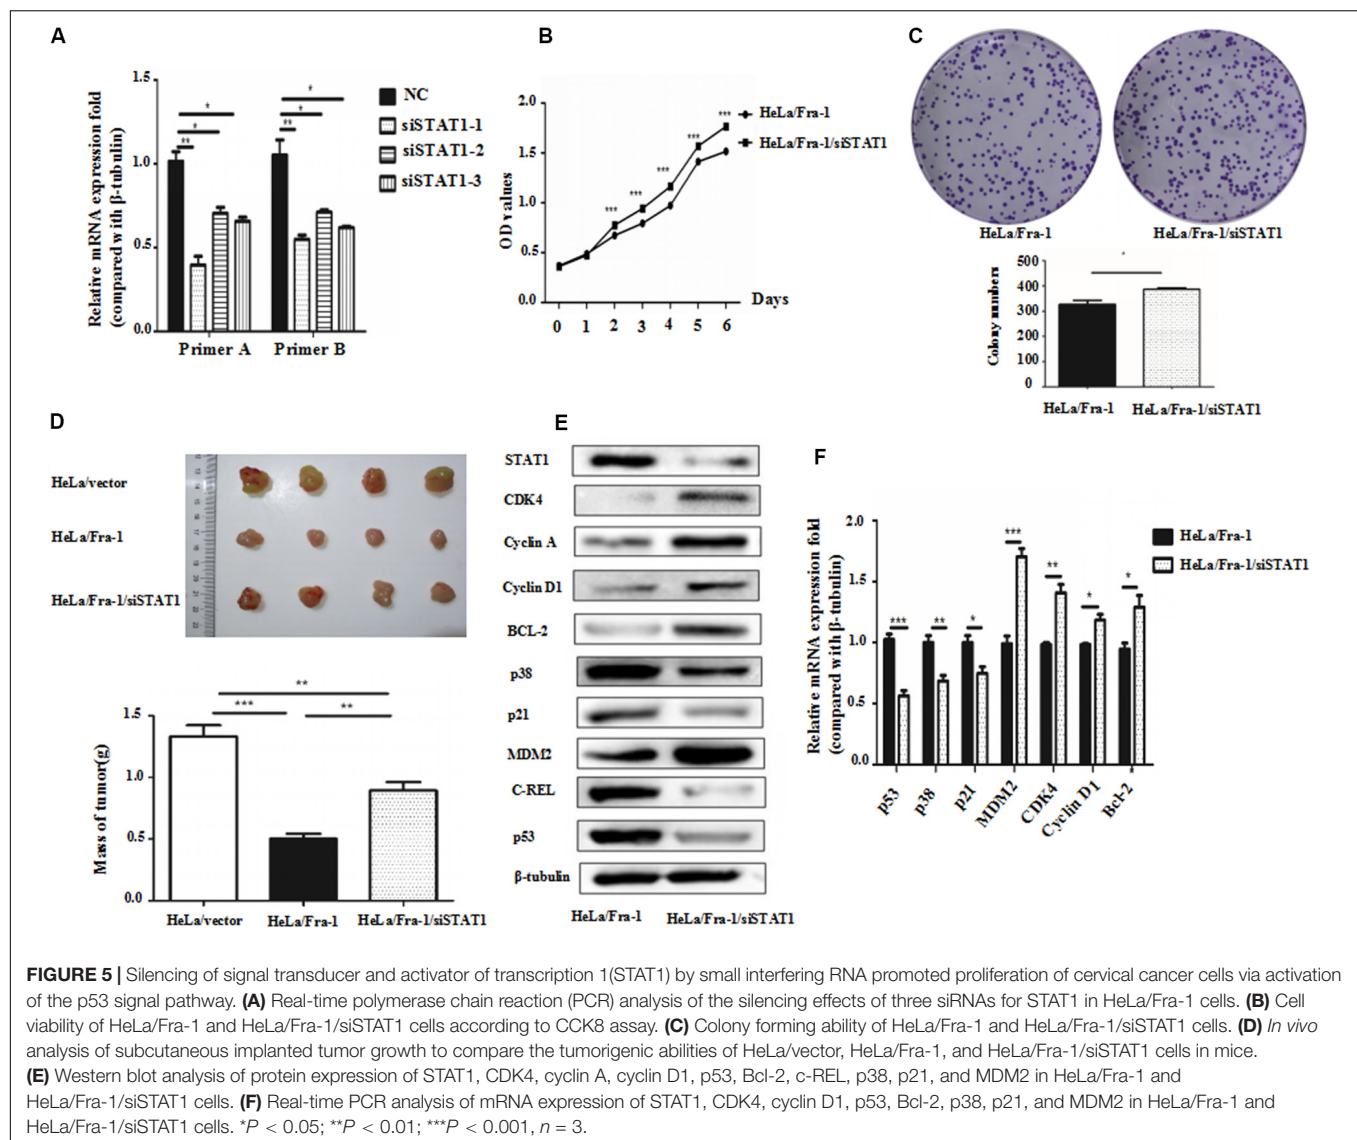 A
Relative mRNA expression fold
(compared with β-tubulin)
1.5
1.0
0.5
0.0
**
*
*
**
*
*
Primer A
Primer B
NC
siSTAT1-1
siSTAT1-2
siSTAT1-3
B
OD values
2.0
1.5
1.0
0.5
0.0
***
***
***
***
***
0 1 2 3 4 5 6
Days
HeLa/Fra-1
HeLa/Fra-1/siSTAT1
C
HeLa/Fra-1
HeLa/Fra-1/siSTAT1
Colony numbers
500
400
300
200
100
0
*
HeLa/Fra-1
HeLa/Fra-1/siSTAT1
D
HeLa/vector
HeLa/Fra-1
HeLa/Fra-1/siSTAT1
Mass of tumor(g)
1.5
1.0
0.5
0.0
**
***
**
HeLa/vector
HeLa/Fra-1
HeLa/Fra-1/siSTAT1
E
STAT1
CDK4
Cyclin A
Cyclin D1
BCL-2
p38
p21
MDM2
C-REL
p53
β-tubulin
HeLa/Fra-1
HeLa/Fra-1/siSTAT1
F
Relative mRNA expression fold
(compared with β-tubulin)
2.0
1.5
1.0
0.5
0.0
***
**
*
***
**
*
*
p53
p38
p21
MDM2
CDK4
Cyclin D1
Bcl-2
HeLa/Fra-1
HeLa/Fra-1/siSTAT1
FIGURE 5 | Silencing of signal transducer and activator of transcription 1(STAT1) by small interfering RNA promoted proliferation of cervical cancer cells via activation
of the p53 signal pathway. (A) Real-time polymerase chain reaction (PCR) analysis of the silencing effects of three siRNAs for STAT1 in HeLa/Fra-1 cells. (B) Cell
viability of HeLa/Fra-1 and HeLa/Fra-1/siSTAT1 cells according to CCK8 assay. (C) Colony forming ability of HeLa/Fra-1 and HeLa/Fra-1/siSTAT1 cells. (D) In vivo
analysis of subcutaneous implanted tumor growth to compare the tumorigenic abilities of HeLa/vector, HeLa/Fra-1, and HeLa/Fra-1/siSTAT1 cells in mice.
(E) Western blot analysis of protein expression of STAT1, CDK4, cyclin A, cyclin D1, p53, Bcl-2, c-REL, p38, p21, and MDM2 in HeLa/Fra-1 and
HeLa/Fra-1/siSTAT1 cells. (F) Real-time PCR analysis of mRNA expression of STAT1, CDK4, cyclin D1, p53, Bcl-2, p38, p21, and MDM2 in HeLa/Fra-1 and
HeLa/Fra-1/siSTAT1 cells. *P < 0.05; **P < 0.01; ***P < 0.001, n = 3.